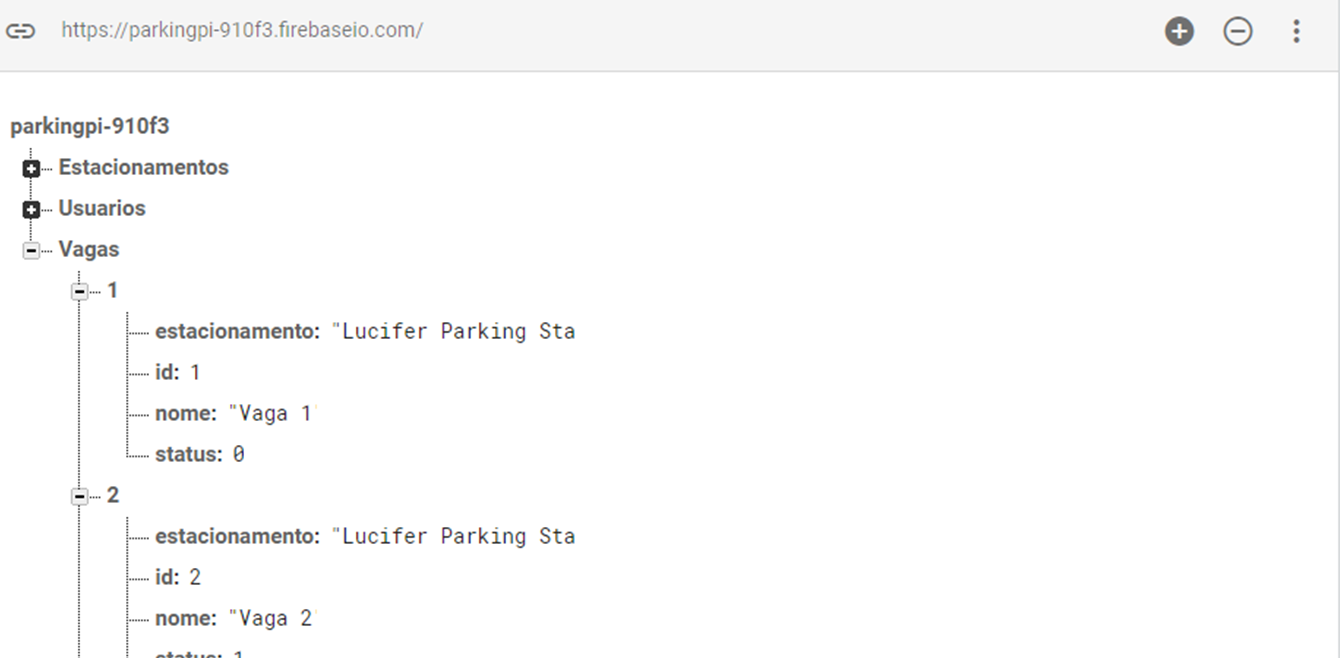 https://parkingpi-910f3.firebaseio.com/
parkingpi-910f3
Estacionamentos
Usuarios
Vagas
1
estacionamento: "Lucifer Parking Sta
id: 1
nome: "Vaga 1"
status: 0
2
estacionamento: "Lucifer Parking Sta
id: 2
nome: "Vaga 2
status: 1